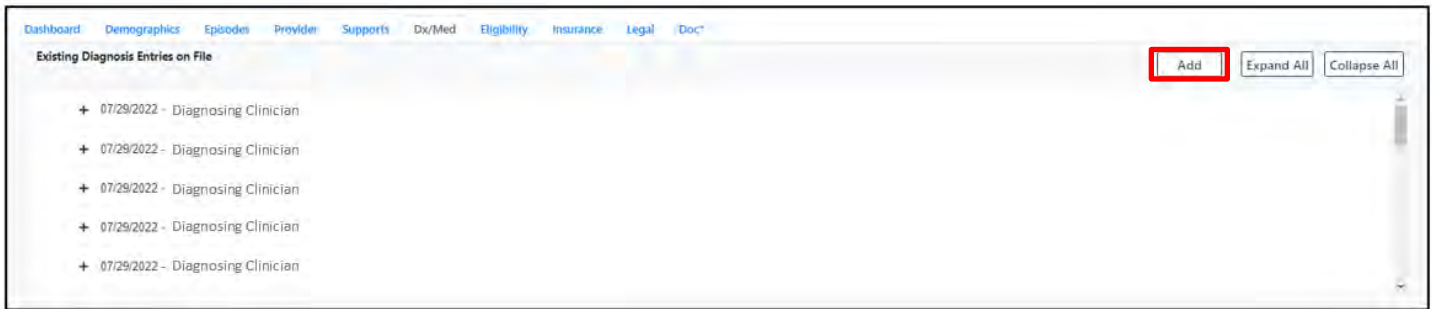 Dashboard Demographics Episodes Provider Supports Dx/Med Eligibility Insurance Legal Doc*
Existing Diagnosis Entries on File Add Expand All Collapse All
+ 07/29/2022 - Diagnosing Clinician
+ 07/29/2022 - Diagnosing Clinician
+ 07/29/2022 - Diagnosing Clinician
+ 07/29/2022 - Diagnosing Clinician
+ 07/29/2022 - Diagnosing Clinician